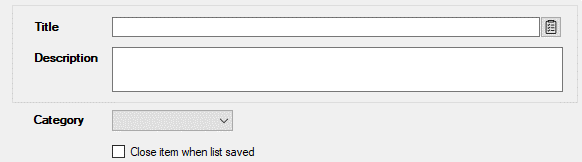 Title
Description
Category
Close item when list saved